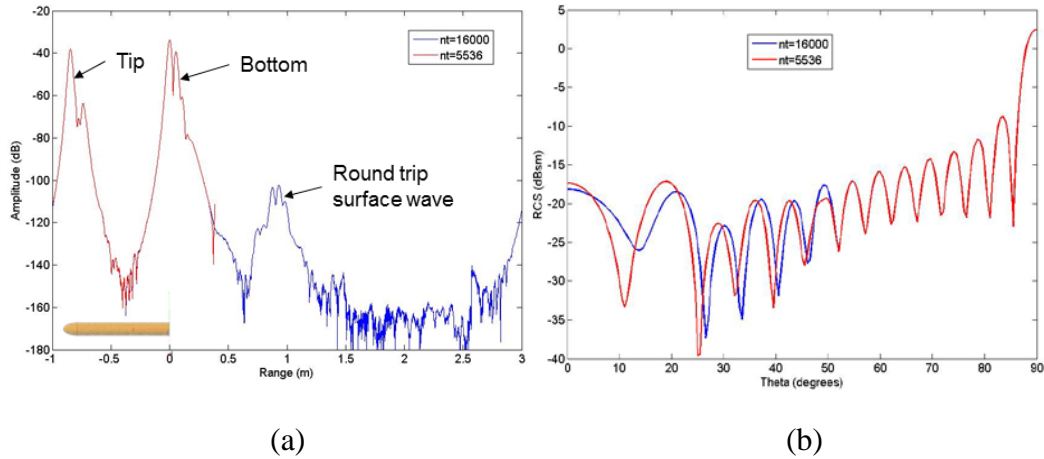 -20
-40
-60
-80
-100
-120
-140
-160
-180
Amplitude (dB)
-1
-0.5
0
0.5
1
1.5
2
2.5
3
Range (m)
nt=16000
nt=5536
Tip
Bottom
Round trip
surface wave
(a)
5
0
-5
-10
-15
-20
-25
-30
-35
-40
RCS (dBsm)
0
10
20
30
40
50
60
70
80
90
Theta (degrees)
nt=16000
nt=5536
(b)